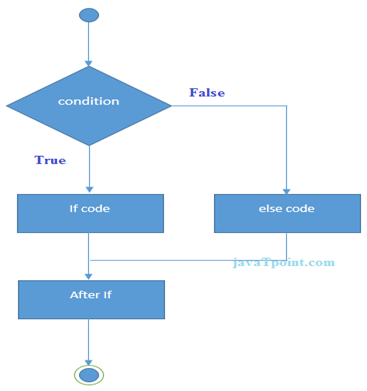 condition
False
True
If code
else code
javaTpoint.com
After If